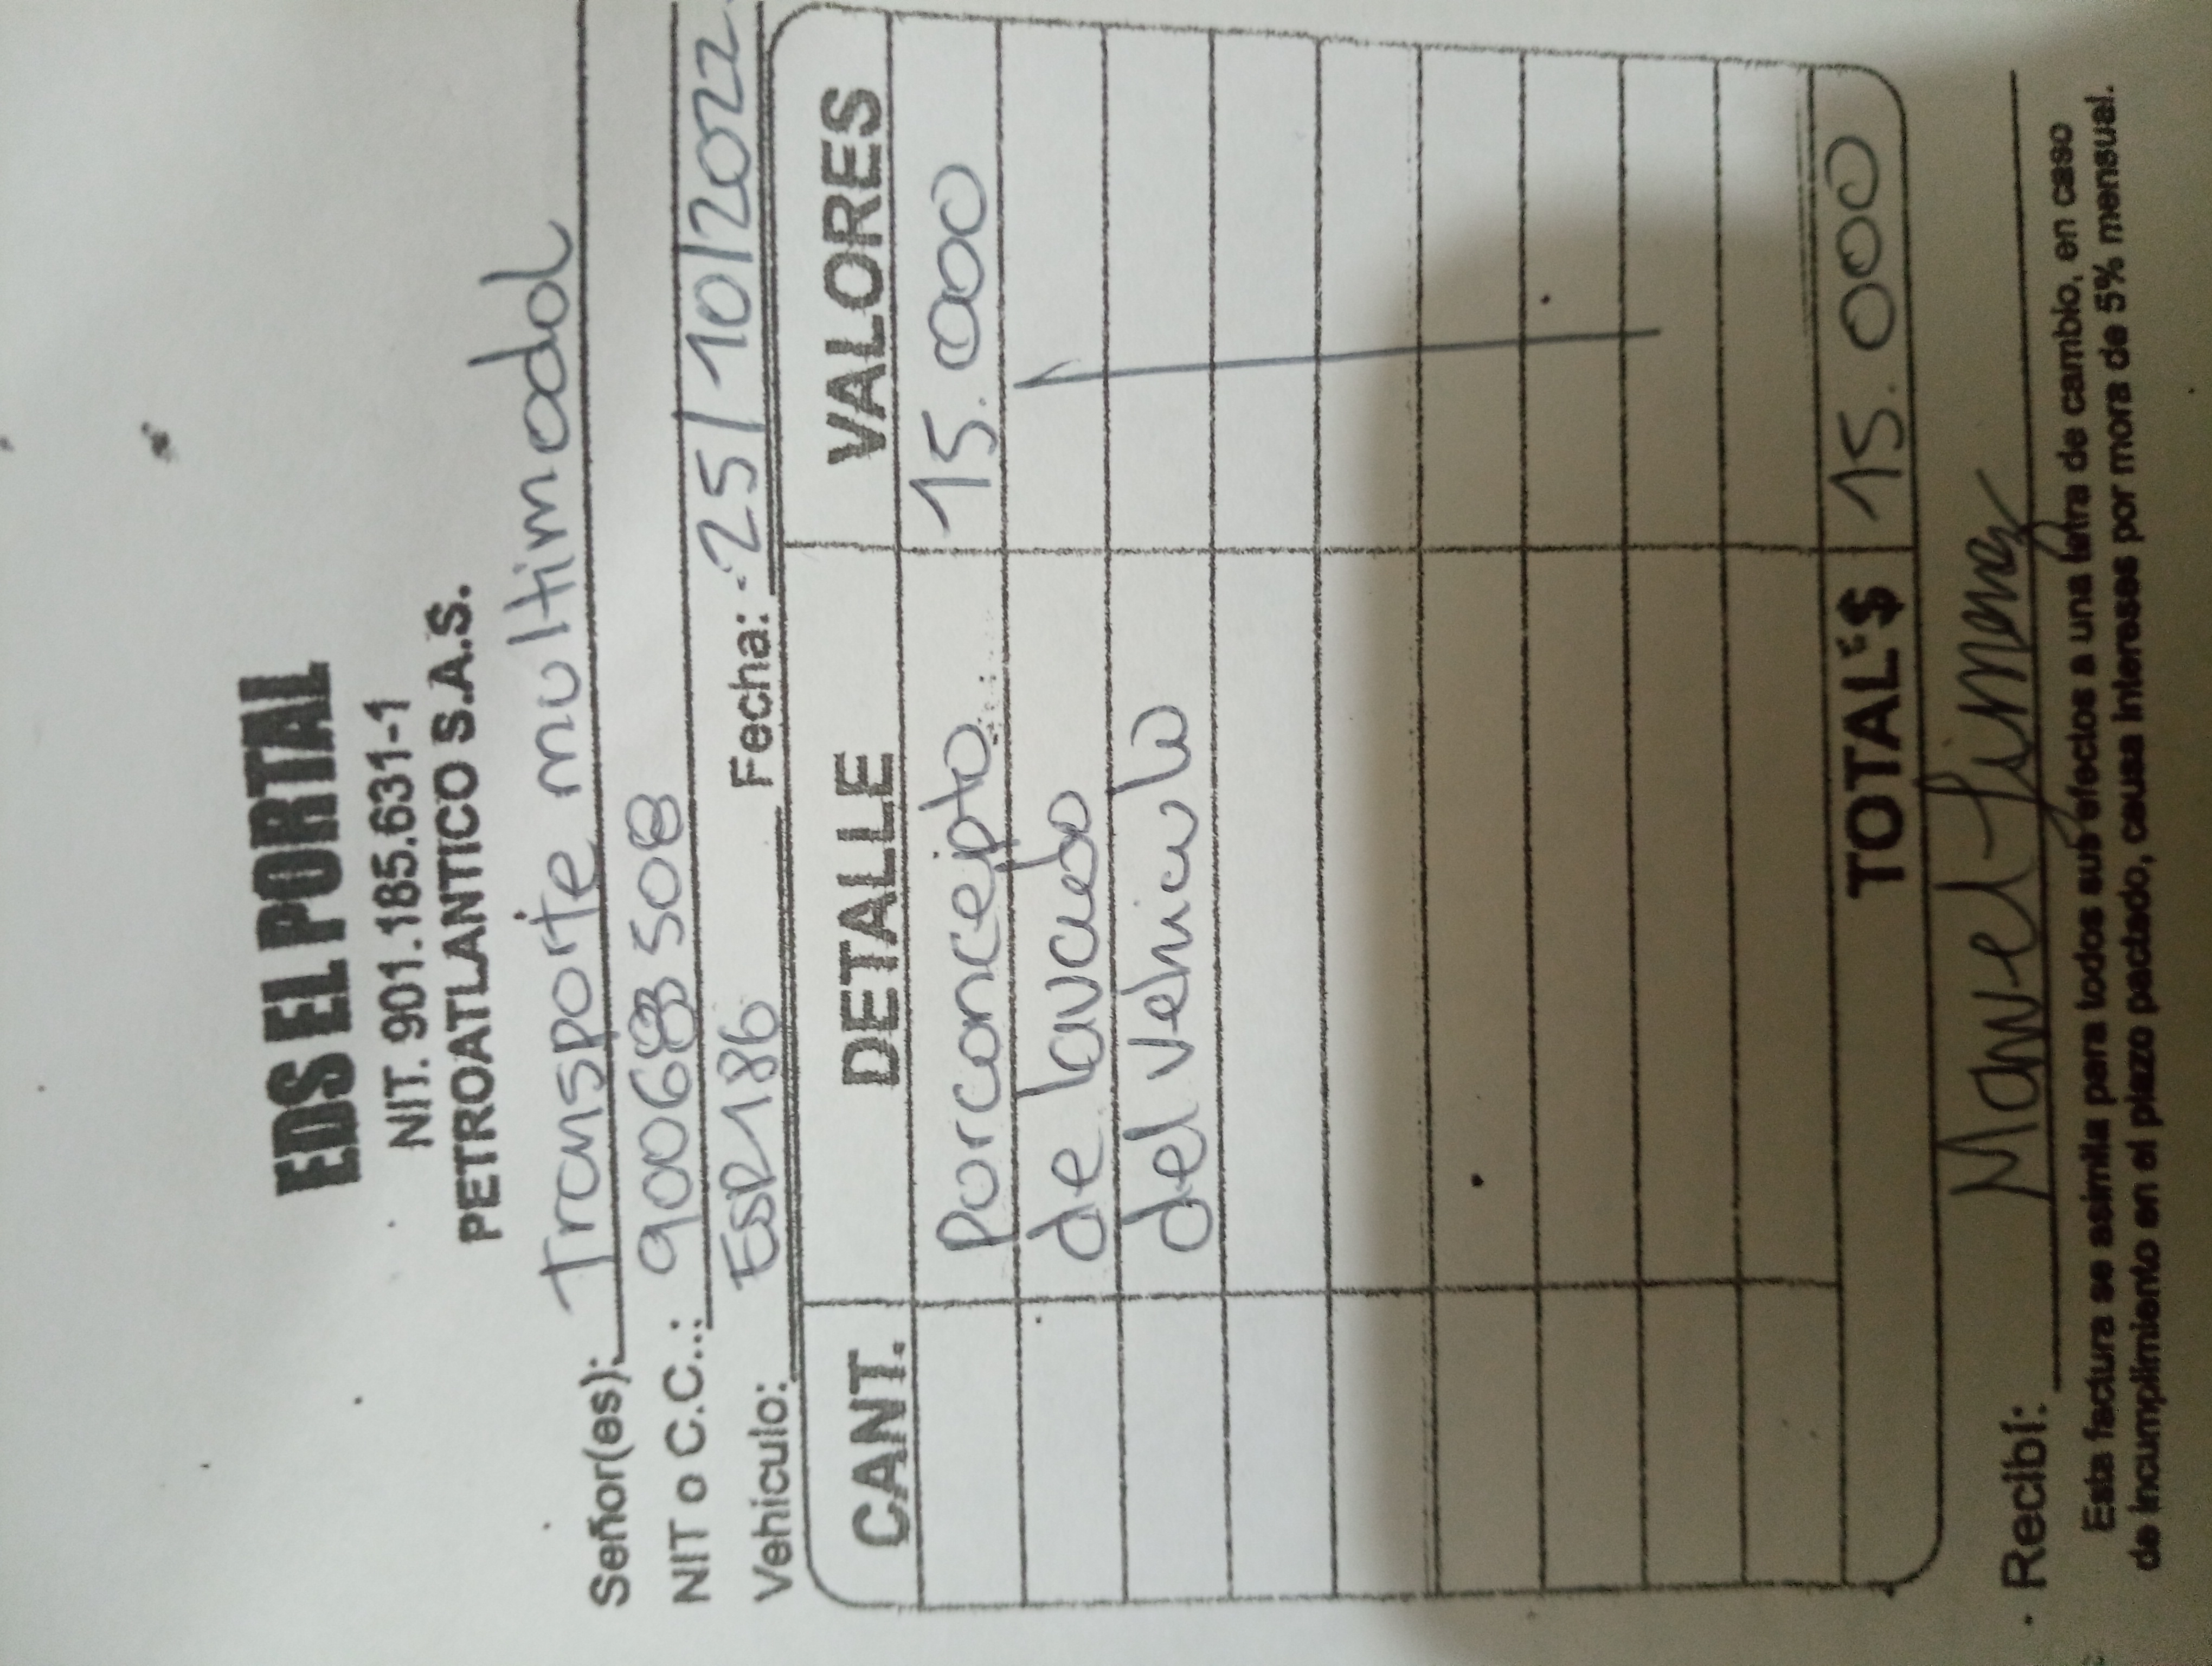 EDS EL PORTAL
NIT. 901.185.631-1
PETROATLANTICO S.A.S.
Señor(es): Transporte multimodal
NIT o C.C..: 900683508
Vehiculo: ESR186 Fecha: 25/10/2022
CANT. DETALLE VALORES
Por concepto 15.000
de lavado
del vehiculo
TOTAL $ 15.000
Recibí: Manuel Jimenez
Esta factura se asimila para todos sus efectos a una letra de cambio, en caso
de incumplimiento en el plazo pactado, causa intereses por mora de 5% mensual.